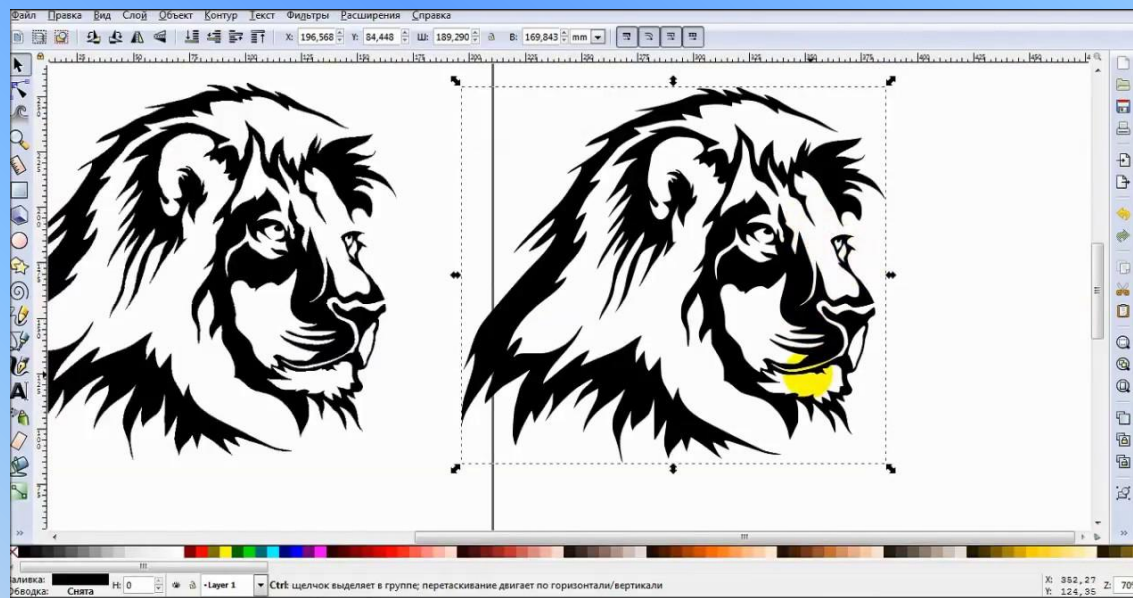 Файл Правка Вид Слой Объект Контур Текст Фильтры Расширения Справка
X: 196,568 Y: 84,448 Ш: 189,290 В: 169,843 mm
аливка: Н: 0 •Layer 1 Ctrl: щелчок выделяет в группе; перетаскивание двигает по горизонтали/вертикали X: 352,27 Z: 70%
Обводка: Снята Y: 124,35